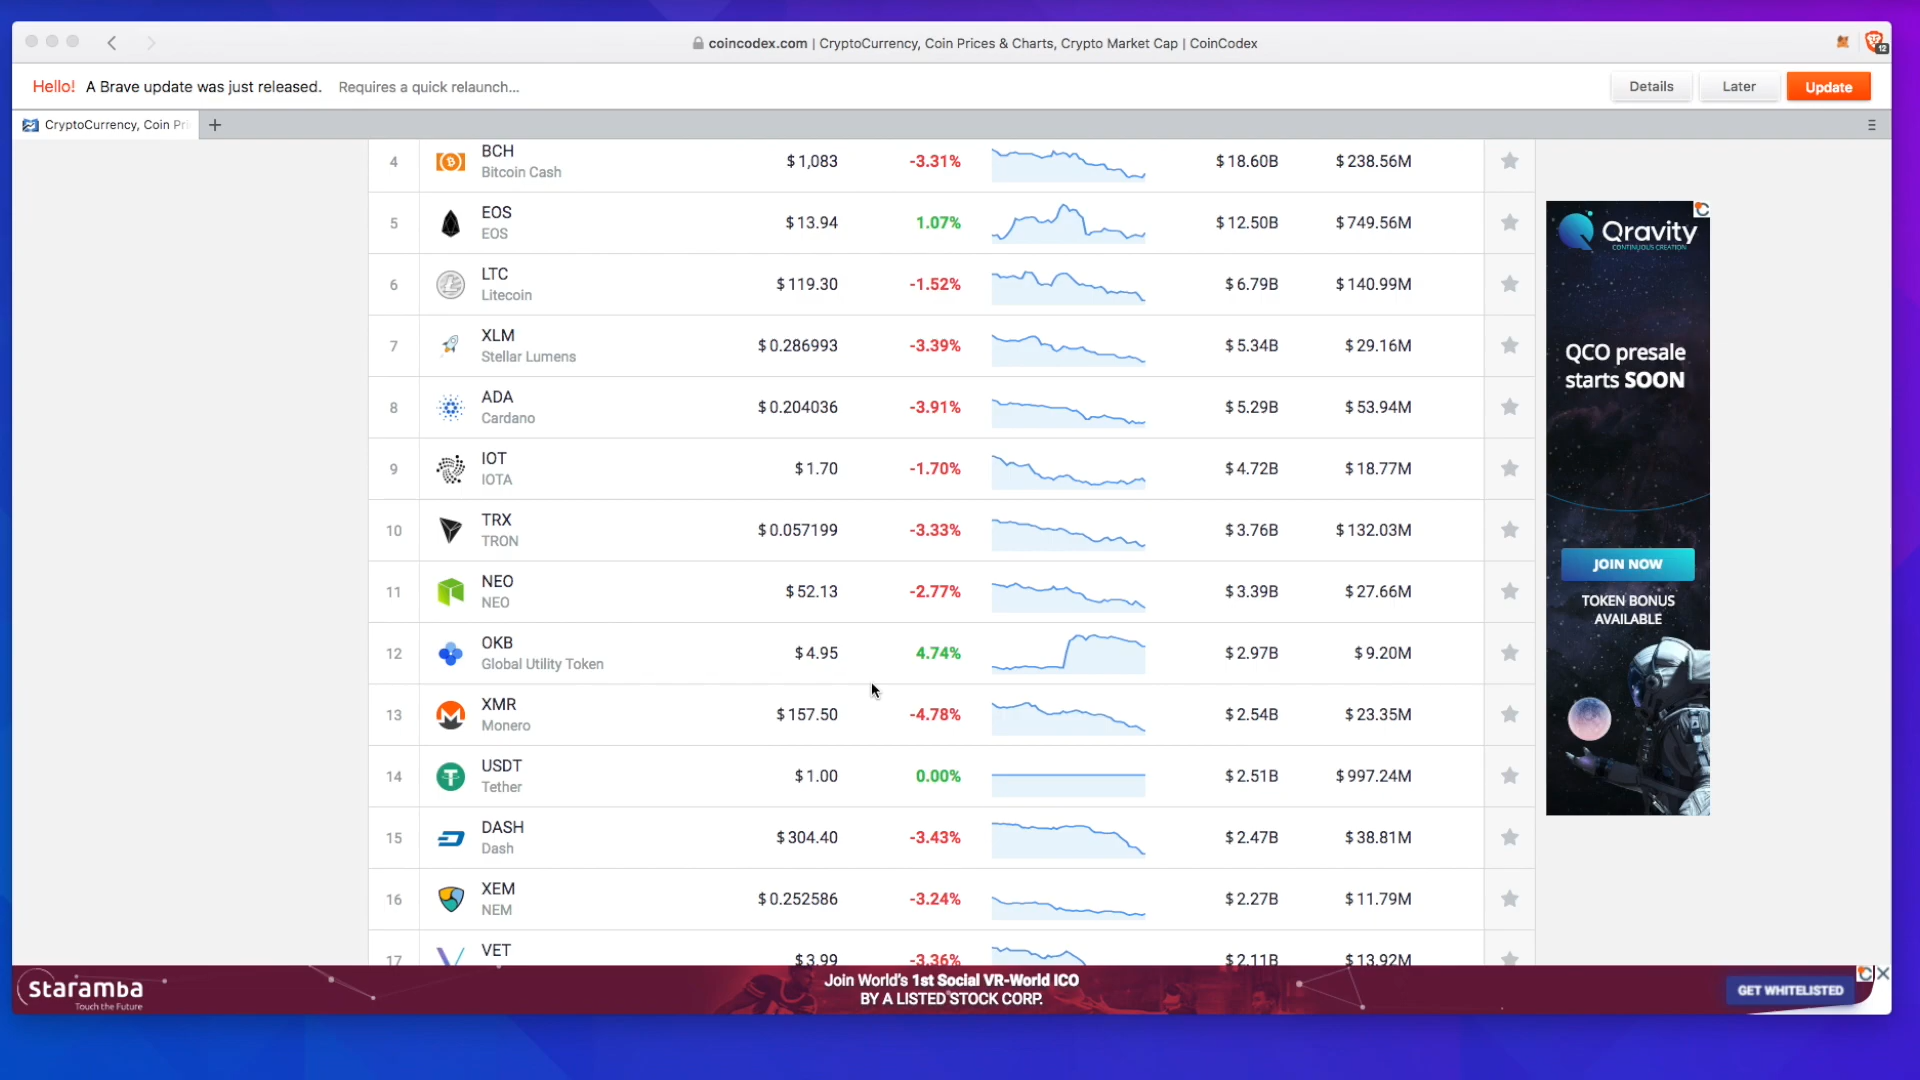 coincodex.com | CryptoCurrency, Coin Prices & Charts, Crypto Market Cap | CoinCodex
12
Hello! A Brave update was just released. Requires a quick relaunch... Details Later Update
CryptoCurrency, Coin Pri +
4 BCH Bitcoin Cash $ 1,083 -3.31% $ 18.60B $ 238.56M
5 EOS EOS $ 13.94 1.07% $ 12.50B $ 749.56M
6 LTC Litecoin $ 119.30 -1.52% $ 6.79B $ 140.99M
7 XLM Stellar Lumens $ 0.286993 -3.39% $ 5.34B $ 29.16M
8 ADA Cardano $ 0.204036 -3.91% $ 5.29B $ 53.94M
9 IOT IOTA $ 1.70 -1.70% $ 4.72B $ 18.77M
10 TRX TRON $ 0.057199 -3.33% $ 3.76B $ 132.03M
11 NEO NEO $ 52.13 -2.77% $ 3.39B $ 27.66M
12 OKB Global Utility Token $ 4.95 4.74% $ 2.97B $ 9.20M
13 XMR Monero $ 157.50 -4.78% $ 2.54B $ 23.35M
14 USDT Tether $ 1.00 0.00% $ 2.51B $ 997.24M
15 DASH Dash $ 304.40 -3.43% $ 2.47B $ 38.81M
16 XEM NEM $ 0.252586 -3.24% $ 2.27B $ 11.79M
17 VET $ 3.99 -3.36% $ 2.11B $ 13.92M
Qravity
CONTINUOUS CREATION
QCO presale
starts SOON
JOIN NOW
TOKEN BONUS
AVAILABLE
staramba
Touch the Future
Join World's 1st Social VR-World ICO
BY A LISTED STOCK CORP.
GET WHITELISTED